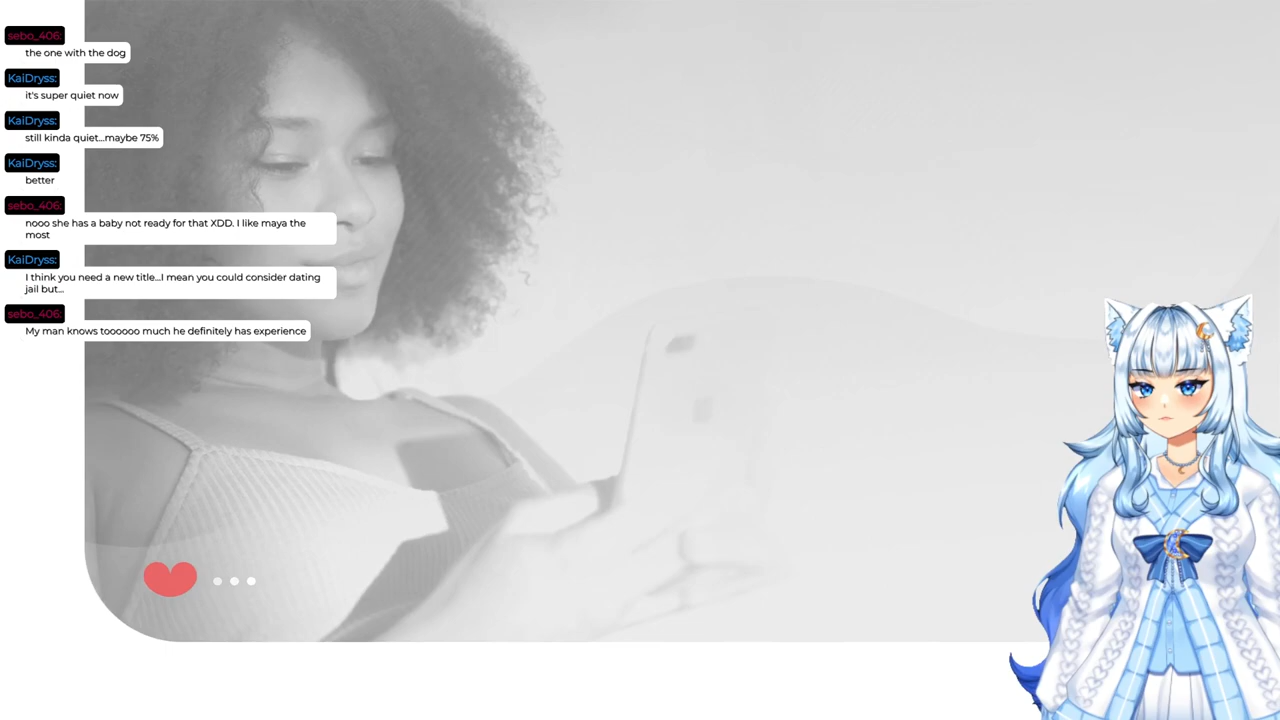 sebo_406:
the one with the dog
KaiDryss:
it's super quiet now
KaiDryss:
still kinda quiet...maybe 75%
KaiDryss:
better
sebo_406:
nooo she has a baby not ready for that XDD. I like maya the
most
KaiDryss:
I think you need a new title...I mean you could consider dating
jail but...
sebo_406:
My man knows toooooo much he definitely has experience